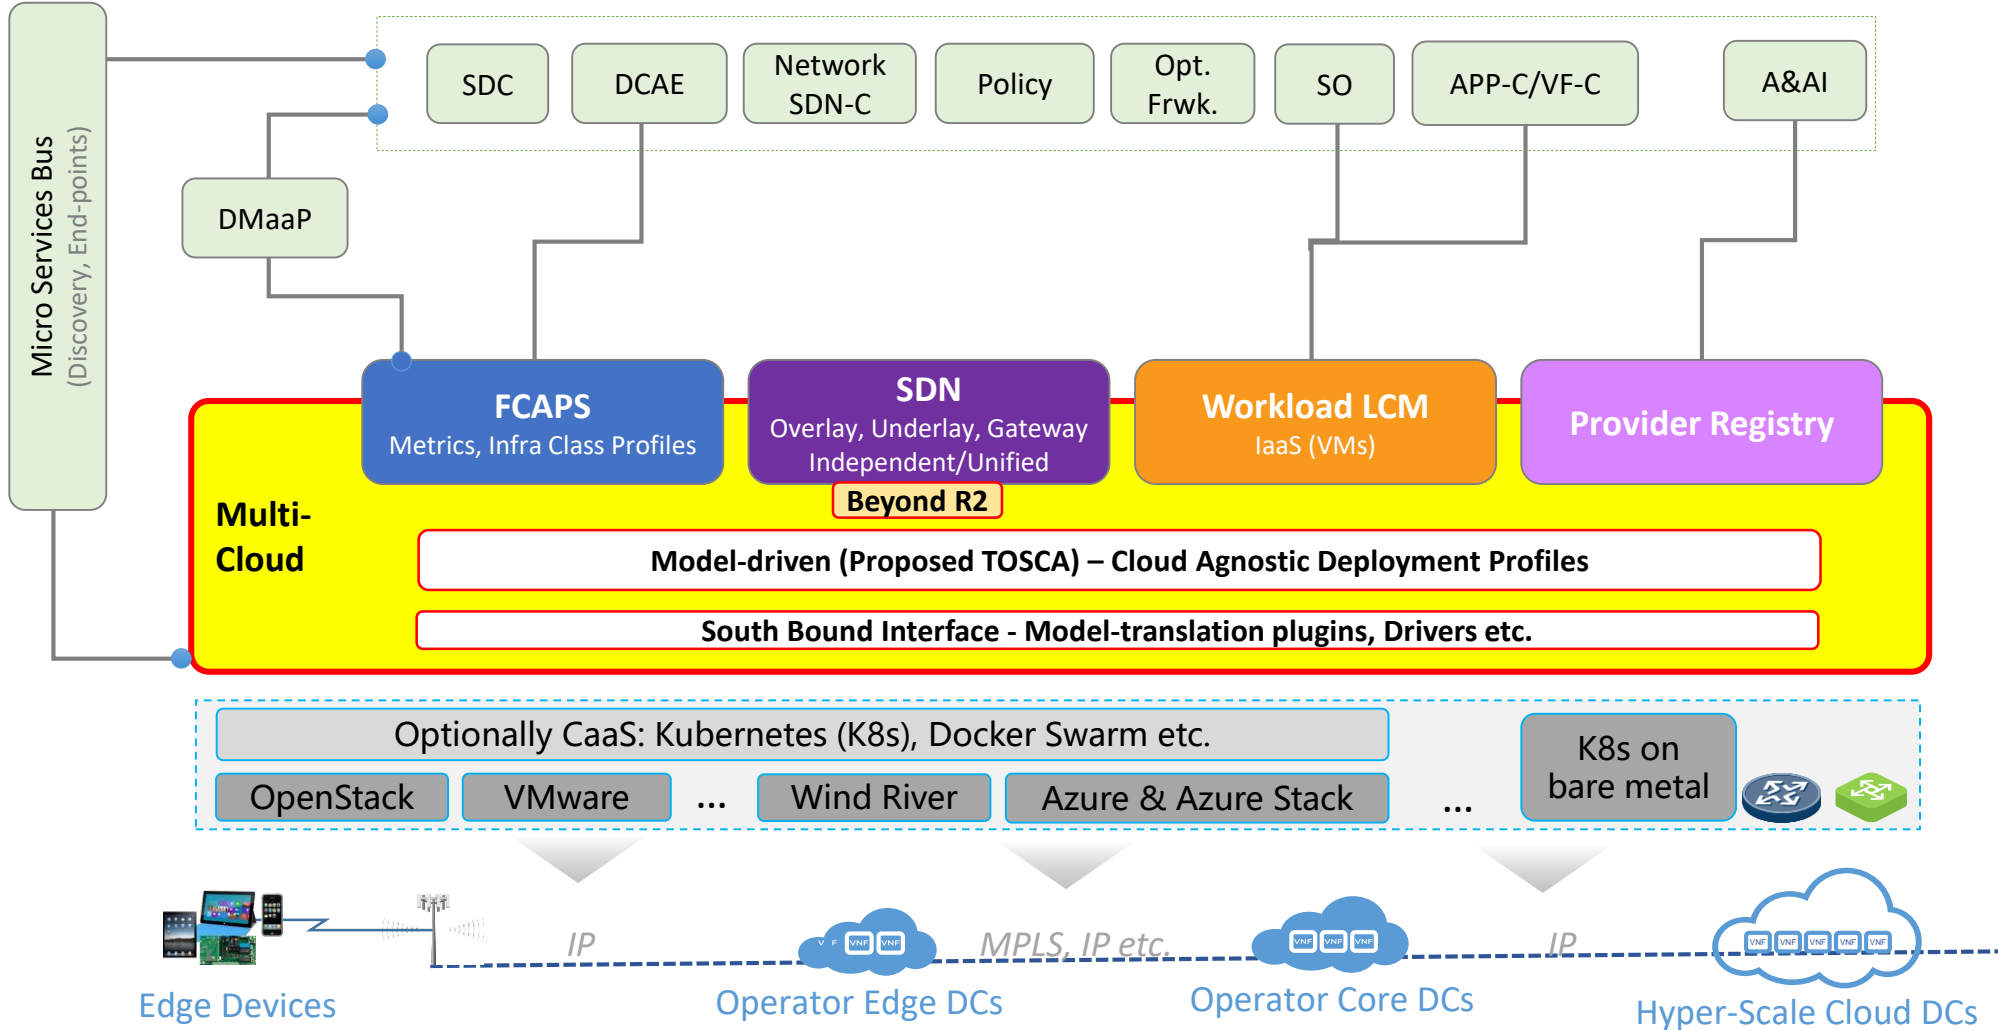 Micro Services Bus
(Discovery, End-points)
SDC
DCAE
Network
SDN-C
Policy
Opt.
Frwk.
SO
APP-C/VF-C
A&AI
DMaaP
FCAPS
Metrics, Infra Class Profiles
SDN
Overlay, Underlay, Gateway
Independent/Unified
Workload LCM
IaaS (VMs)
Provider Registry
Beyond R2
Multi-
Cloud
Model-driven (Proposed TOSCA) – Cloud Agnostic Deployment Profiles
South Bound Interface - Model-translation plugins, Drivers etc.
Optionally CaaS: Kubernetes (K8s), Docker Swarm etc.
K8s on
bare metal
OpenStack
VMware
...
Wind River
Azure & Azure Stack
...
IP
V F
VNF
VNF
MPLS, IP etc.
VNF
VNF
VNF
IP
VNF
VNF
VNF
VNF
VNF
Edge Devices
Operator Edge DCs
Operator Core DCs
Hyper-Scale Cloud DCs